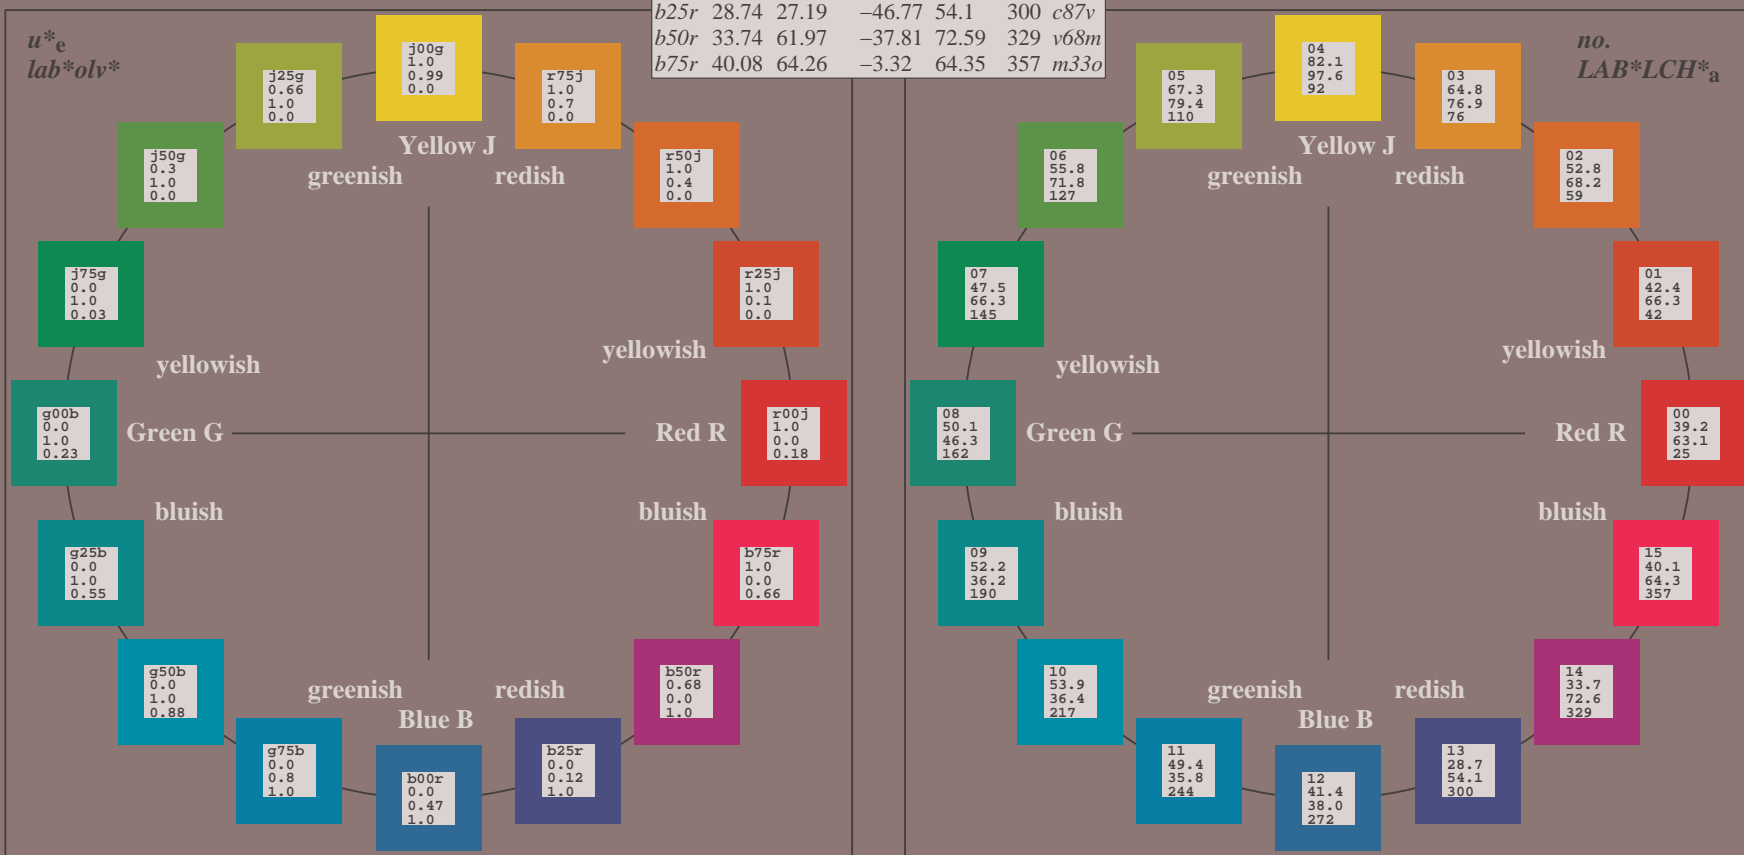 b25r 28.74 27.19 −46.77 54.1 300 c87v
b50r 33.74 61.97 −37.81 72.59 329 v68m
b75r 40.08 64.26 −3.32 64.35 357 m33o
u*e
lab*olv*
j00g
1.0
0.99
0.0
j25g
0.66
1.0
0.0
r75j
1.0
0.7
0.0
j50g
0.3
1.0
0.0
r50j
1.0
0.4
0.0
Yellow J
greenish redish
j75g
0.0
1.0
0.03
r25j
1.0
0.1
0.0
yellowish
yellowish
g00b
0.0
1.0
0.23
Green G
Red R
r00j
1.0
0.0
0.18
bluish
bluish
g25b
0.0
1.0
0.55
b75r
1.0
0.0
0.66
g50b
0.0
1.0
0.88
b50r
0.68
0.0
1.0
greenish redish
Blue B
g75b
0.0
0.8
1.0
b00r
0.0
0.47
1.0
b25r
0.0
0.12
1.0
no.
LAB*LCH*a
04
82.1
97.6
92
05
67.3
79.4
110
03
64.8
76.9
76
06
55.8
71.8
127
02
52.8
68.2
59
Yellow J
greenish redish
07
47.5
66.3
145
01
42.4
66.3
42
yellowish
yellowish
08
50.1
46.3
162
Green G
Red R
00
39.2
63.1
25
bluish
bluish
09
52.2
36.2
190
15
40.1
64.3
357
10
53.9
36.4
217
14
33.7
72.6
329
greenish redish
Blue B
11
49.4
35.8
244
12
41.4
38.0
272
13
28.7
54.1
300